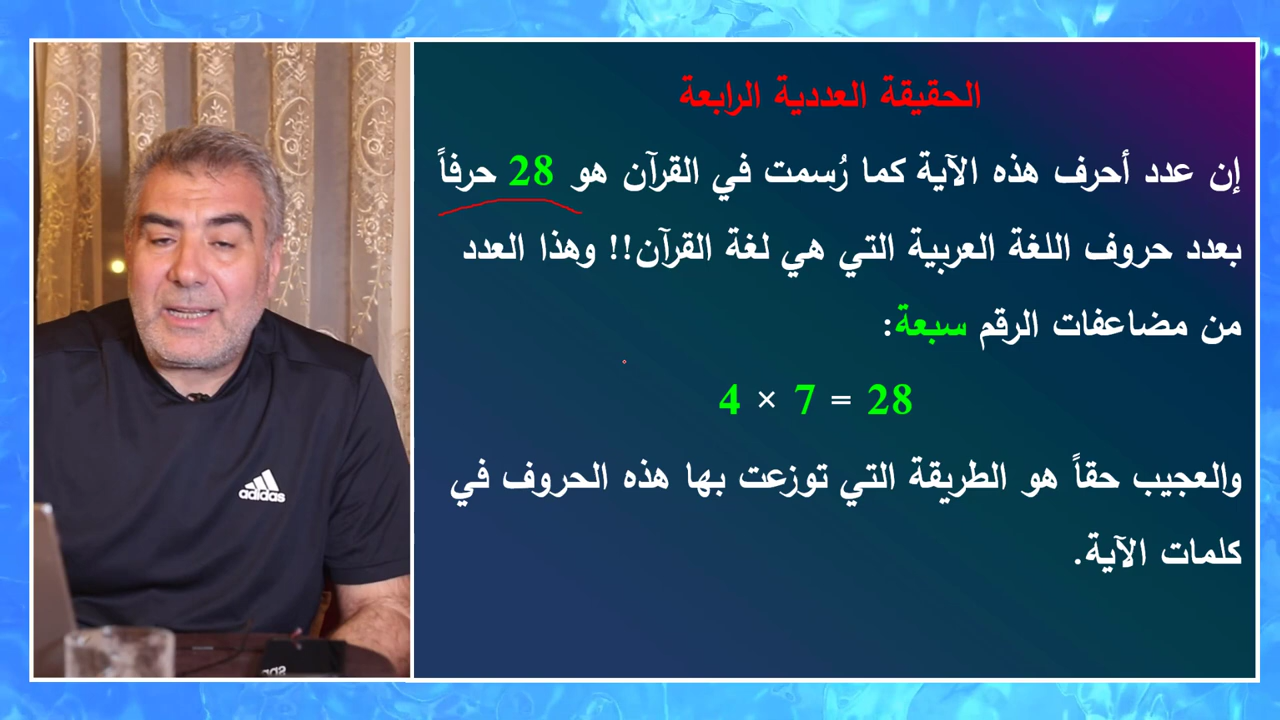 الحقيقة العددية الرابعة
إن عدد أحرف هذه الآية كما رُسمت في القرآن هو 28 حرفاً
بعدد حروف اللغة العربية التي هي لغة القرآن!! وهذا العدد
من مضاعفات الرقم سبعة:
4 × 7 = 28
والعجيب حقاً هو الطريقة التي توزعت بها هذه الحروف في
كلمات الآية.
adidas